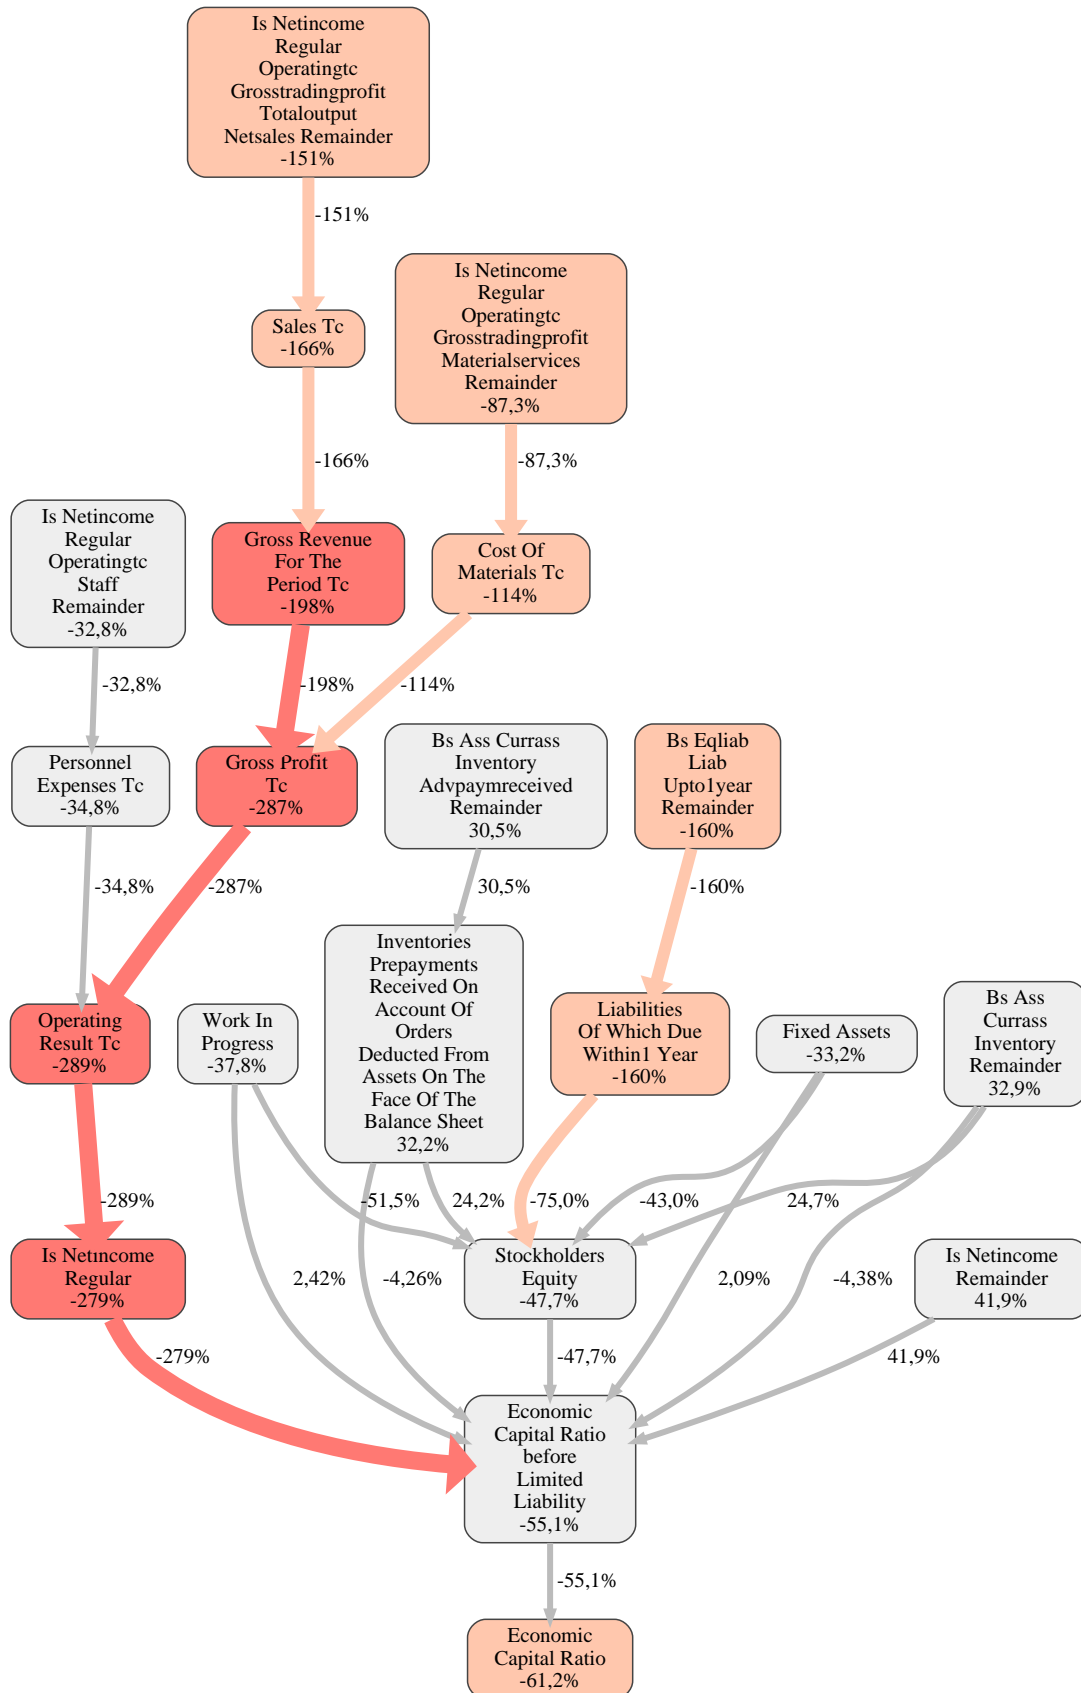 Is Netincome
Regular
Operatingtc
Grosstradingprofit
Totaloutput
Netsales Remainder
-151%
-151%
Is Netincome
Regular
Operatingtc
Grosstradingprofit
Materialservices
Remainder
-87,3%
Sales Tc
-166%
-166%
-87,3%
Is Netincome
Regular
Operatingtc
Staff
Remainder
-32,8%
Gross Revenue
For The
Period Tc
-198%
Cost Of
Materials Tc
-114%
-32,8%
-198%
-114%
Personnel
Expenses Tc
-34,8%
Gross Profit
Tc
-287%
Bs Ass Currass
Inventory
Advpaymreceived
Remainder
30,5%
Bs Eqliab
Liab
Upto1year
Remainder
-160%
-34,8%
-287%
30,5%
-160%
Inventories
Prepayments
Received On
Account Of
Orders
Deducted From
Assets On The
Face Of The
Balance Sheet
32,2%
Operating
Result Tc
-289%
Work In
Progress
-37,8%
Liabilities
Of Which Due
Within1 Year
-160%
Fixed Assets
-33,2%
Bs Ass
Currass
Inventory
Remainder
32,9%
-289%
-51,5%
24,2%
-75,0%
-43,0%
24,7%
Is Netincome
Regular
-279%
2,42%
-4,26%
Stockholders
Equity
-47,7%
2,09%
-4,38%
Is Netincome
Remainder
41,9%
-279%
-47,7%
41,9%
Economic
Capital Ratio
before
Limited
Liability
-55,1%
-55,1%
Economic
Capital Ratio
-61,2%